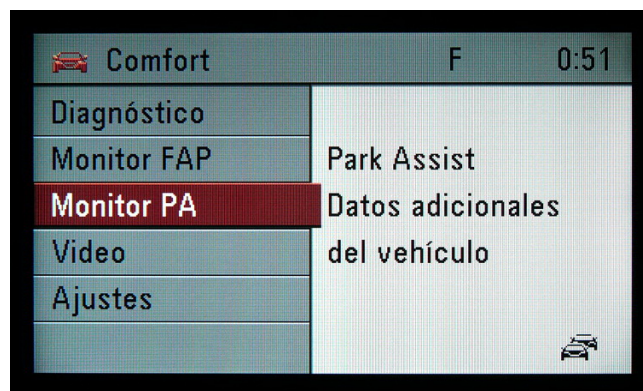 Comfort F 0:51
Diagnóstico
Monitor FAP
Monitor PA
Video
Ajustes
Park Assist
Datos adicionales
del vehículo